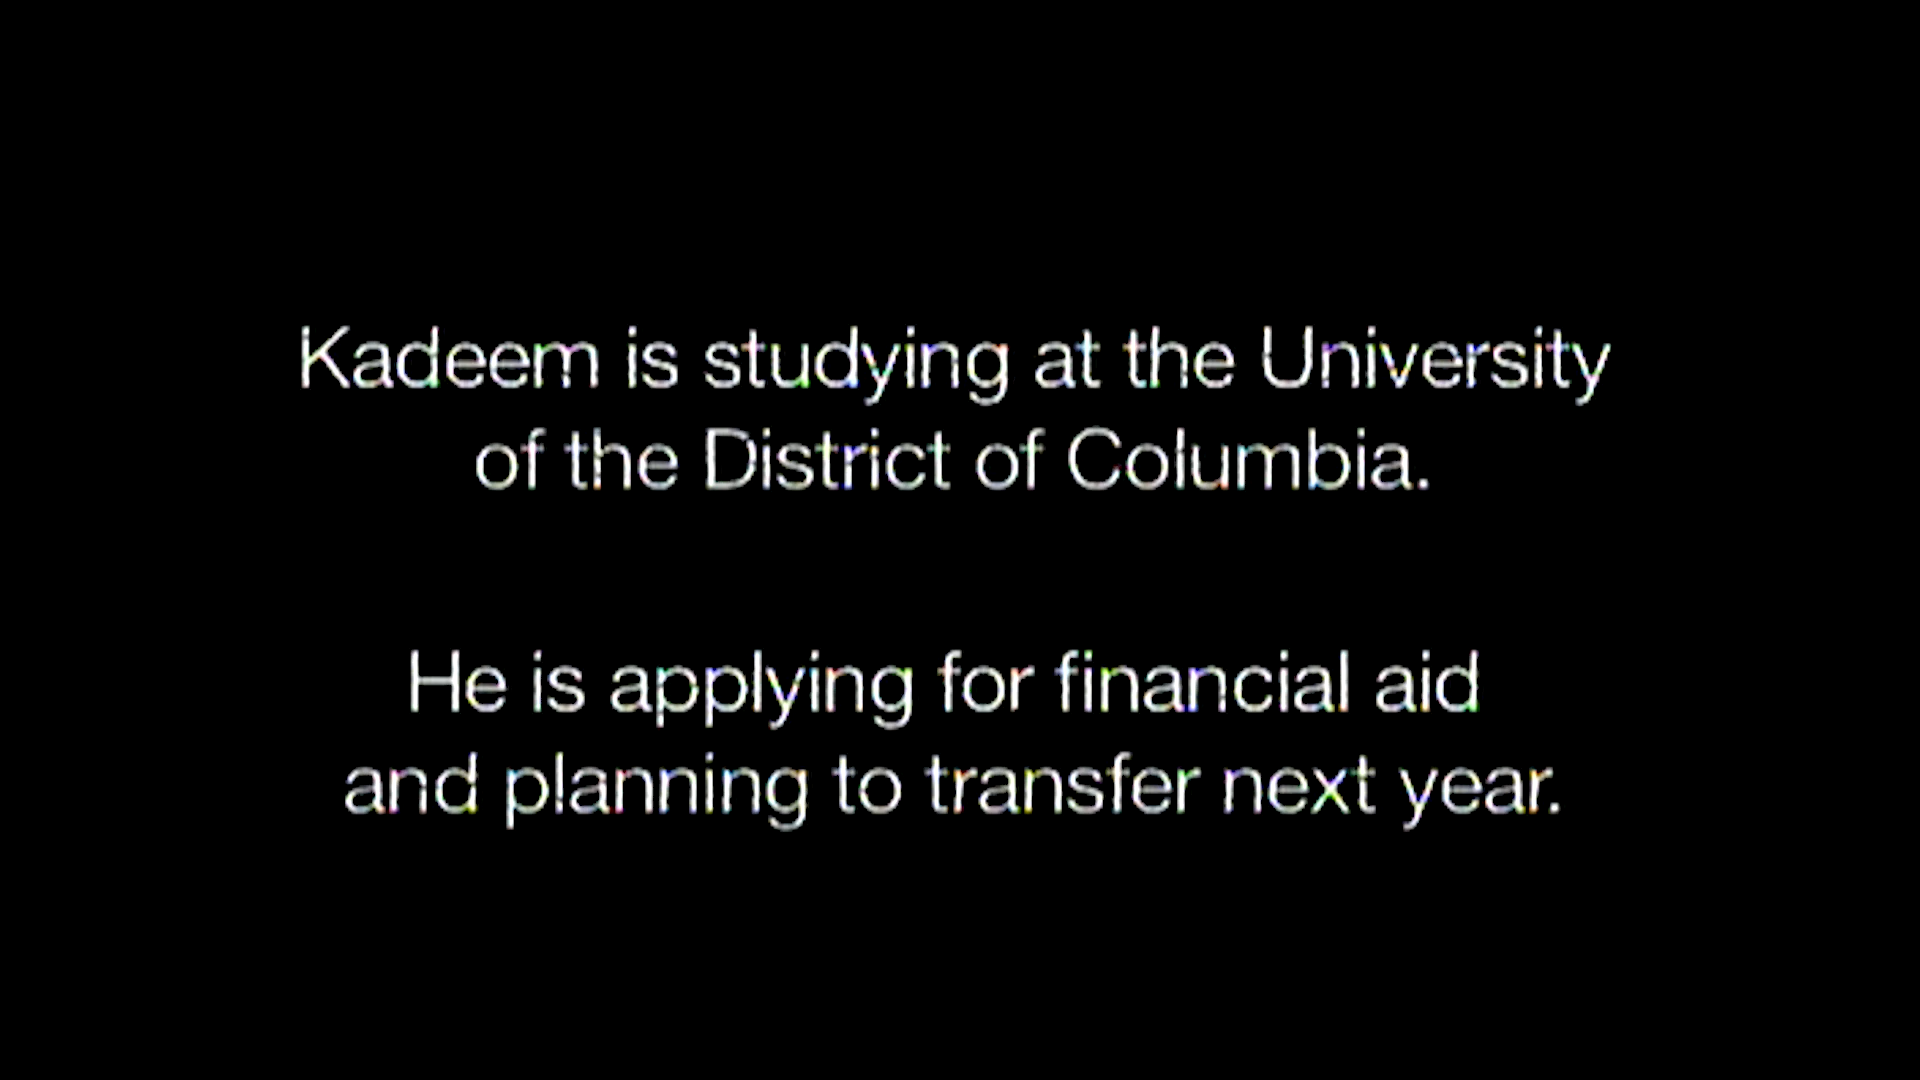 Kadeem is studying at the University
of the District of Columbia.
He is applying for financial aid
and planning to transfer next year.